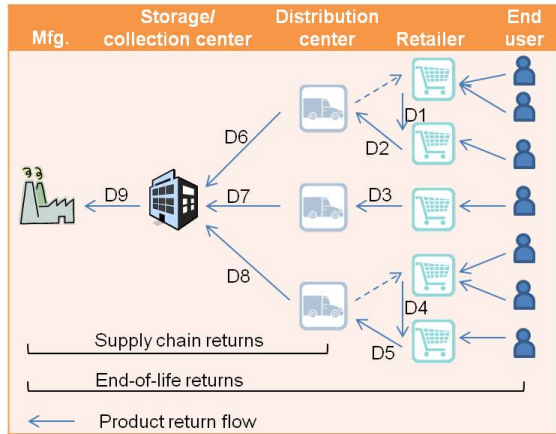 Mfg.
Storage/
collection center
Distribution
center
Retailer
End
user
D1
D2
D6
D9
D7
D3
D8
D4
D5
Supply chain returns
End-of-life returns
Product return flow